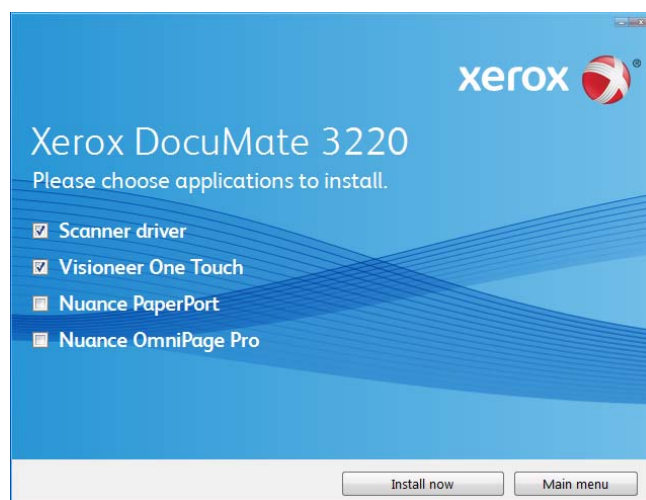 xerox ®
Xerox DocuMate 3220
Please choose applications to install.
Scanner driver
Visioneer One Touch
Nuance PaperPort
Nuance OmniPage Pro
Install now Main menu